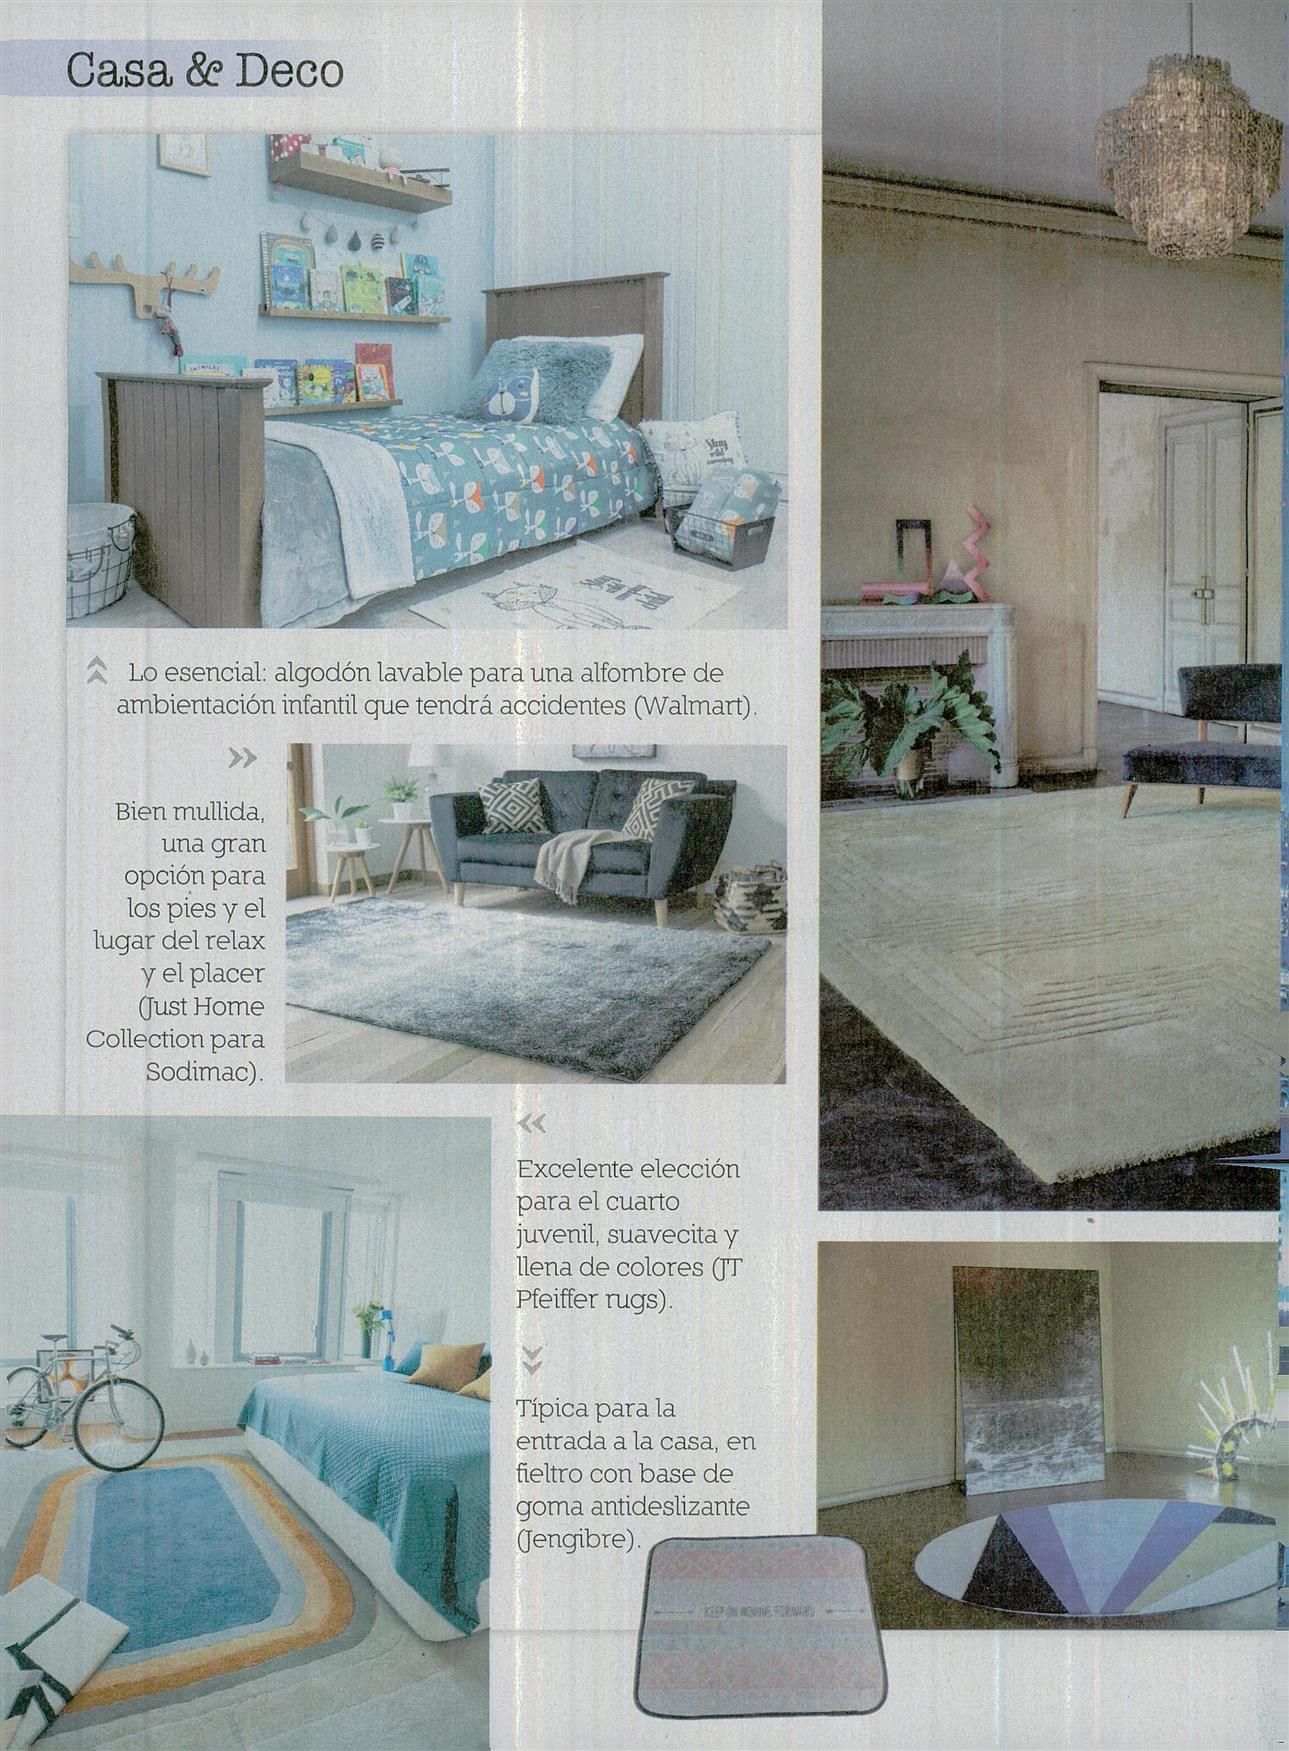 Casa & Deco
Stay
wild
Lo esencial: algodón lavable para una alfombre de
ambientación infantil que tendrá accidentes (Walmart).
Bien mullida,
una gran
opción para
los pies y el
lugar del relax
y el placer
(Just Home
Collection para
Sodimac).
Excelente elección
para el cuarto
juvenil, suavecita y
llena de colores (JT
Pfeiffer rugs).
Típica para la
entrada a la casa, en
fieltro con base de
goma antideslizante
(Jengibre).
KEEP ON MOVING FORWARD